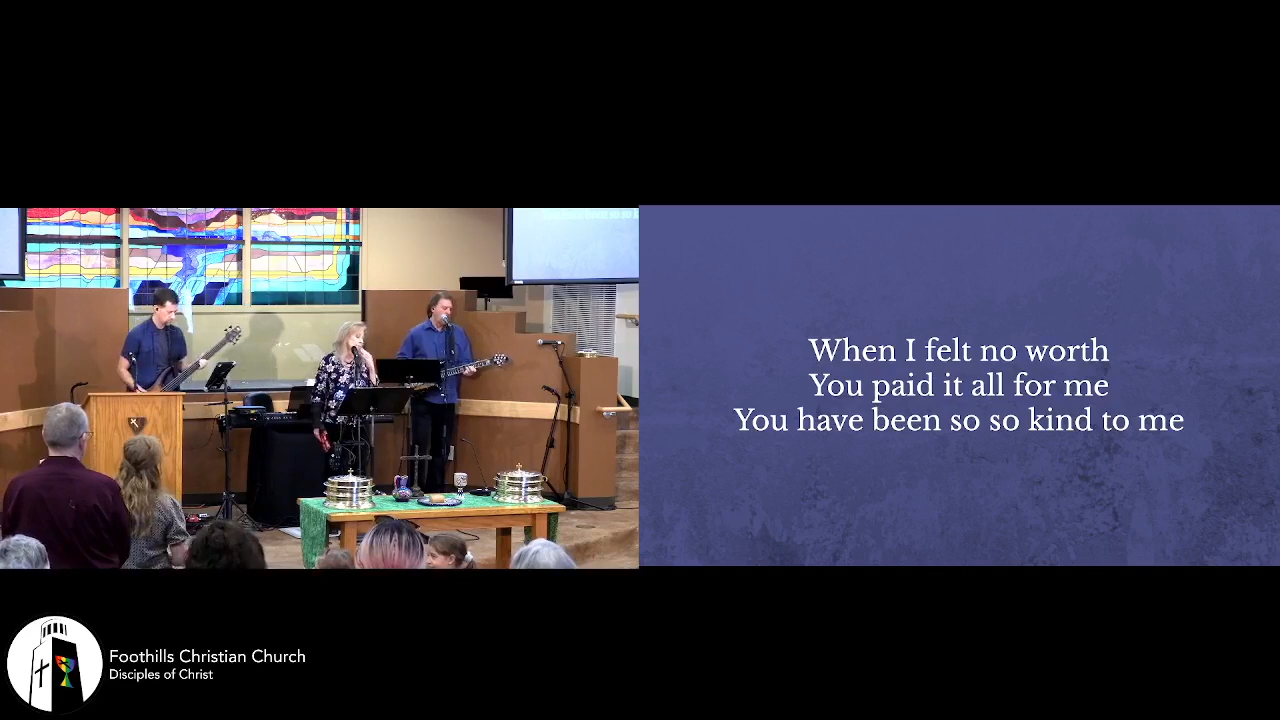 When I felt no worth
You paid it all for me
You have been so so kind to me
Foothills Christian Church
Disciples of Christ